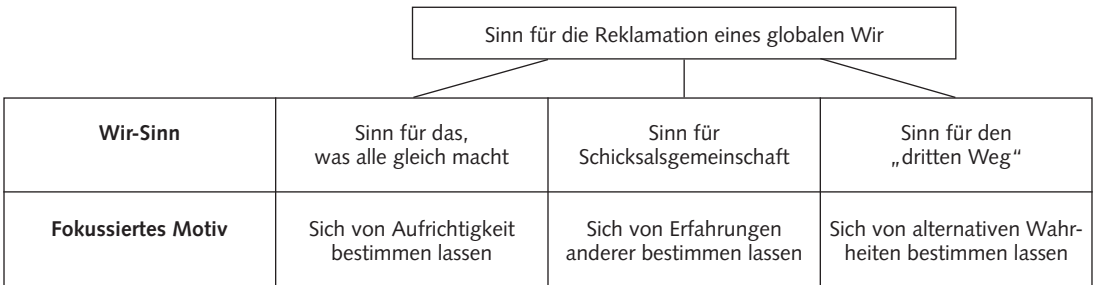 Sinn für die Reklamation eines globalen Wir
Wir-Sinn
Sinn für das,
was alle gleich macht
Sinn für
Schicksalsgemeinschaft
Sinn für den
„dritten Weg“
Fokussiertes Motiv
Sich von Aufrichtigkeit
bestimmen lassen
Sich von Erfahrungen
anderer bestimmen lassen
Sich von alternativen Wahr-
heiten bestimmen lassen